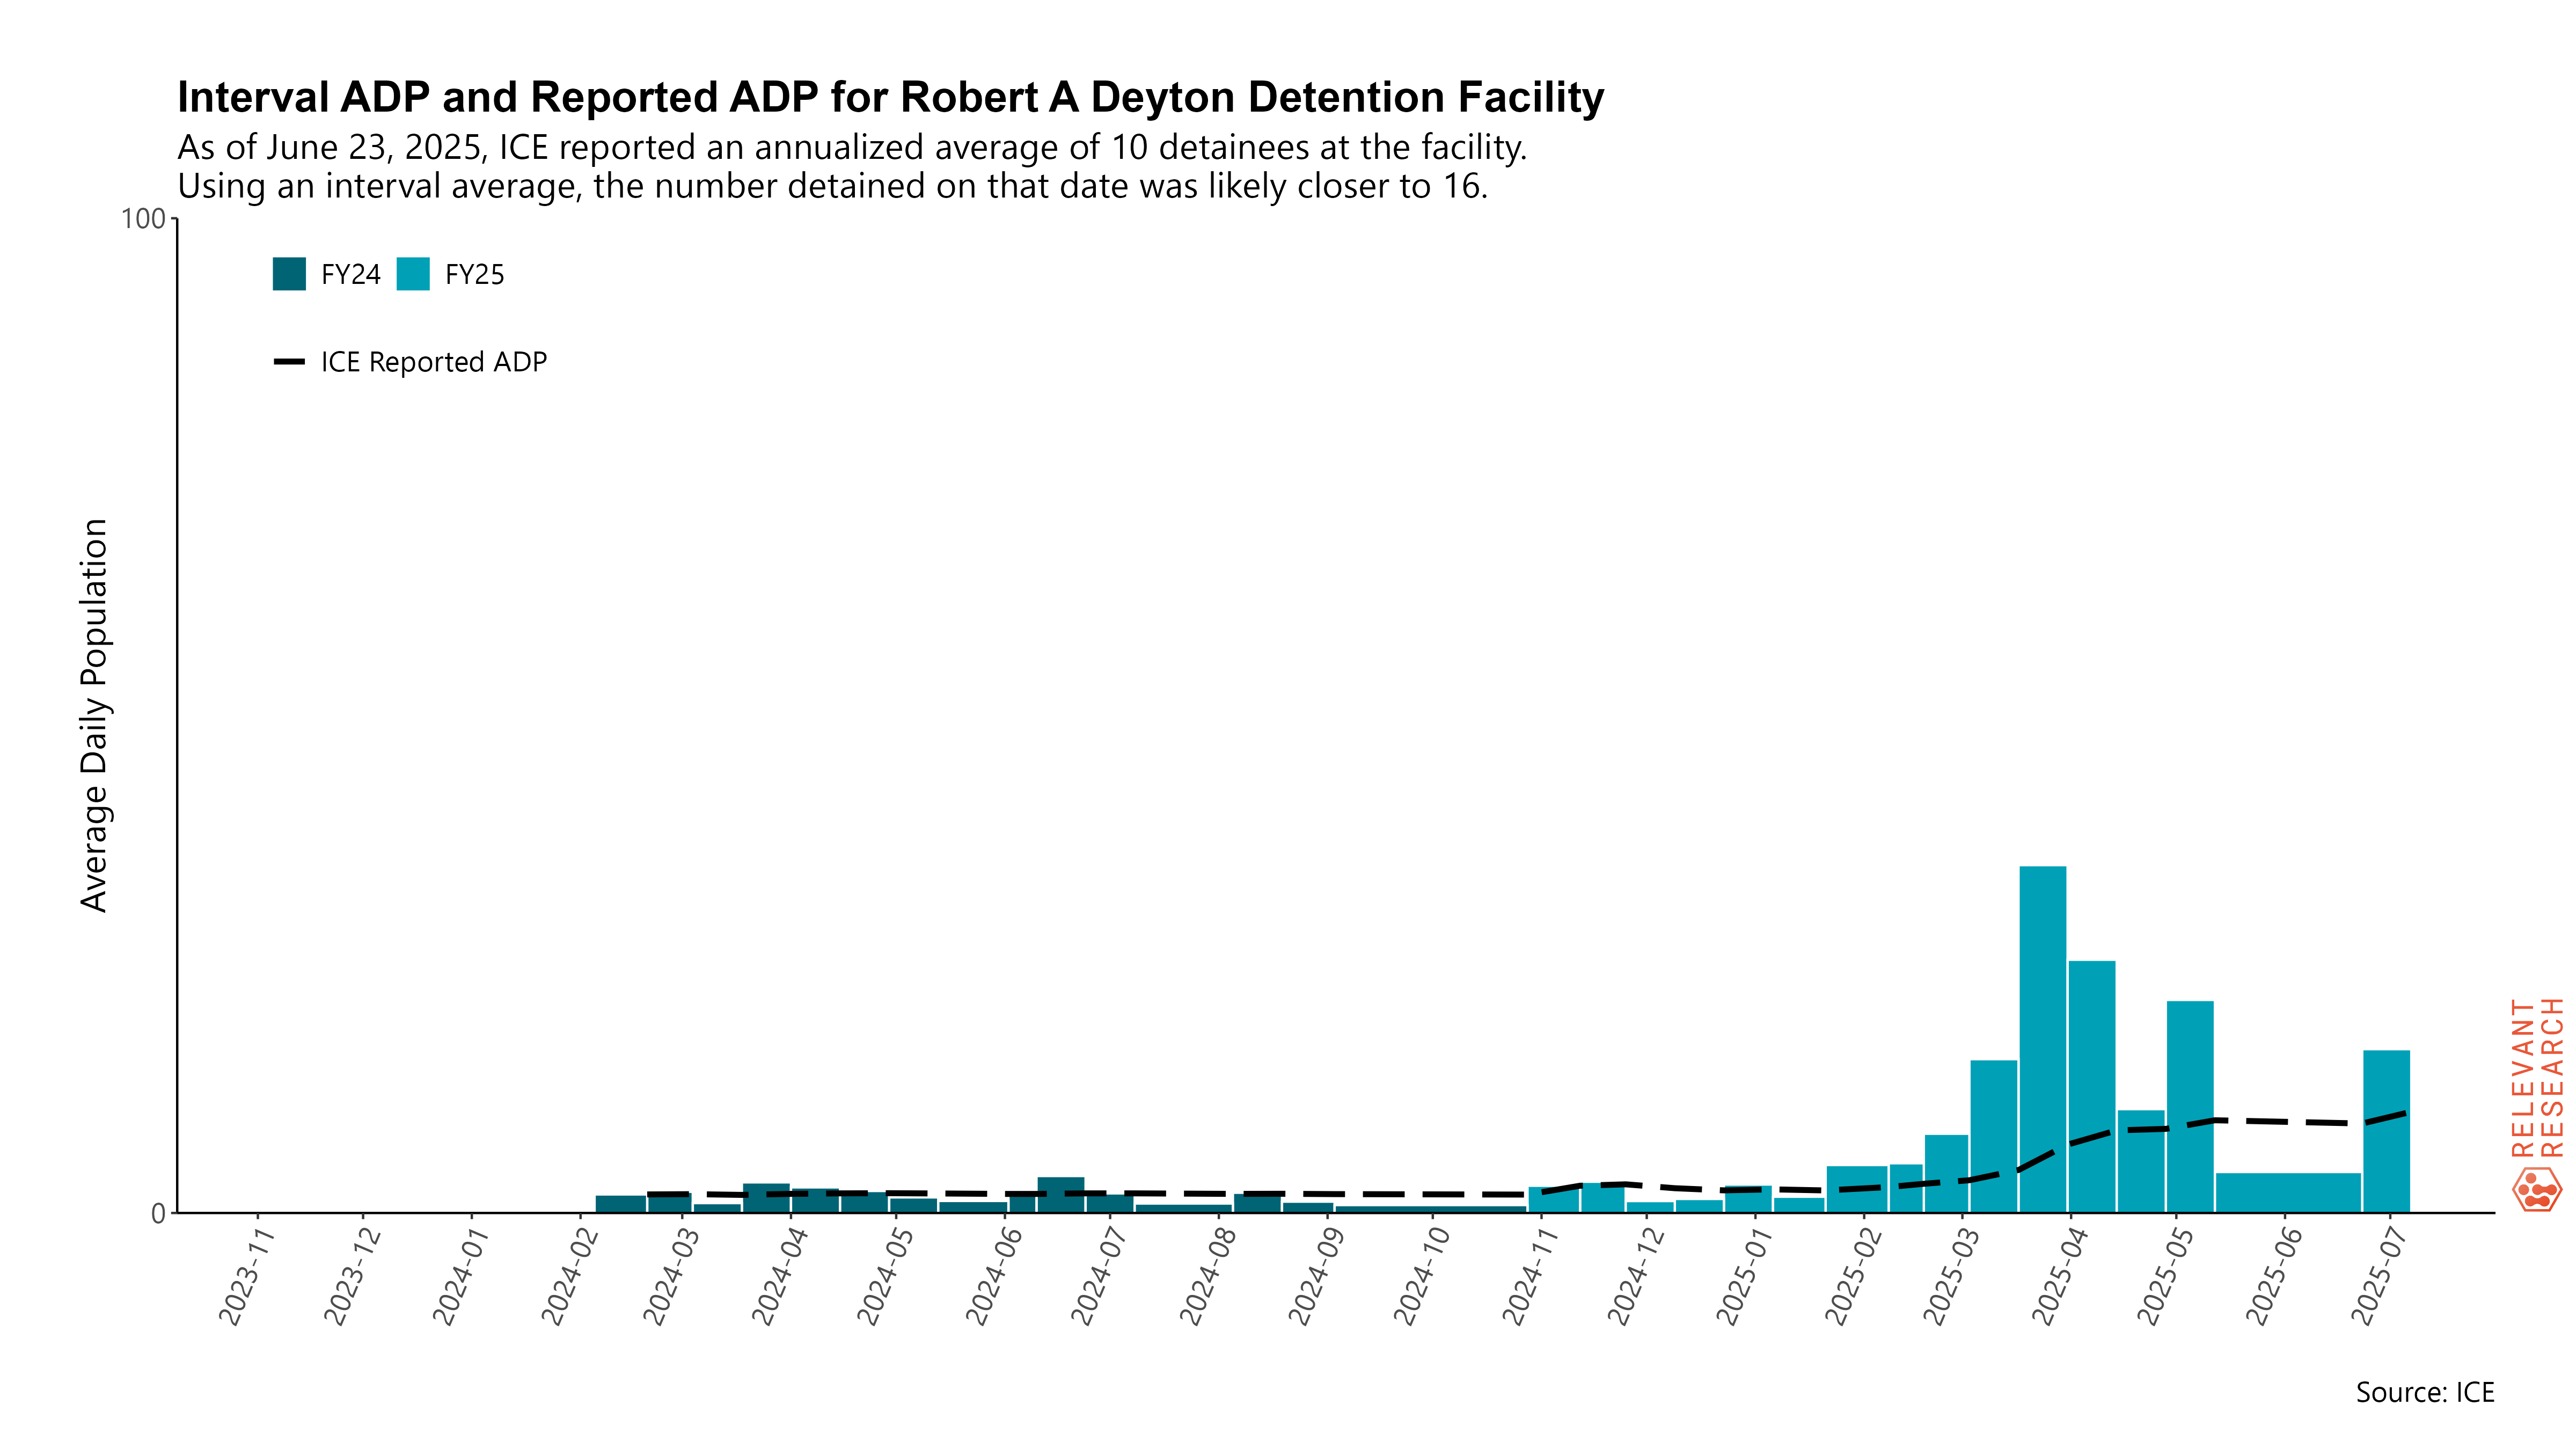 Interval ADP and Reported ADP for Robert A Deyton Detention Facility
As of June 23, 2025, ICE reported an annualized average of 10 detainees at the facility.
Using an interval average, the number detained on that date was likely closer to 16.
100
FY24 FY25
ICE Reported ADP
Average Daily Population
0
2023-11
2023-12
2024-01
2024-02
2024-03
2024-04
2024-05
2024-06
2024-07
2024-08
2024-09
2024-10
2024-11
2024-12
2025-01
2025-02
2025-03
2025-04
2025-05
2025-06
2025-07
RELEVANT
RESEARCH
Source: ICE